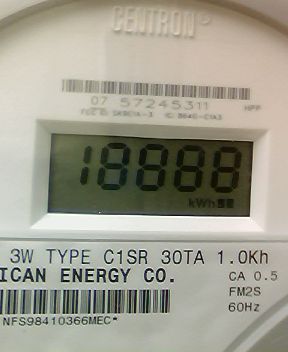 CENTRON®
07 57245311 HPP
18888
kWh
3W TYPE C1SR 30TA 1.0Kh
ICAN ENERGY CO. CA 0.5
FM2S
NFS98410366MEC* 60Hz